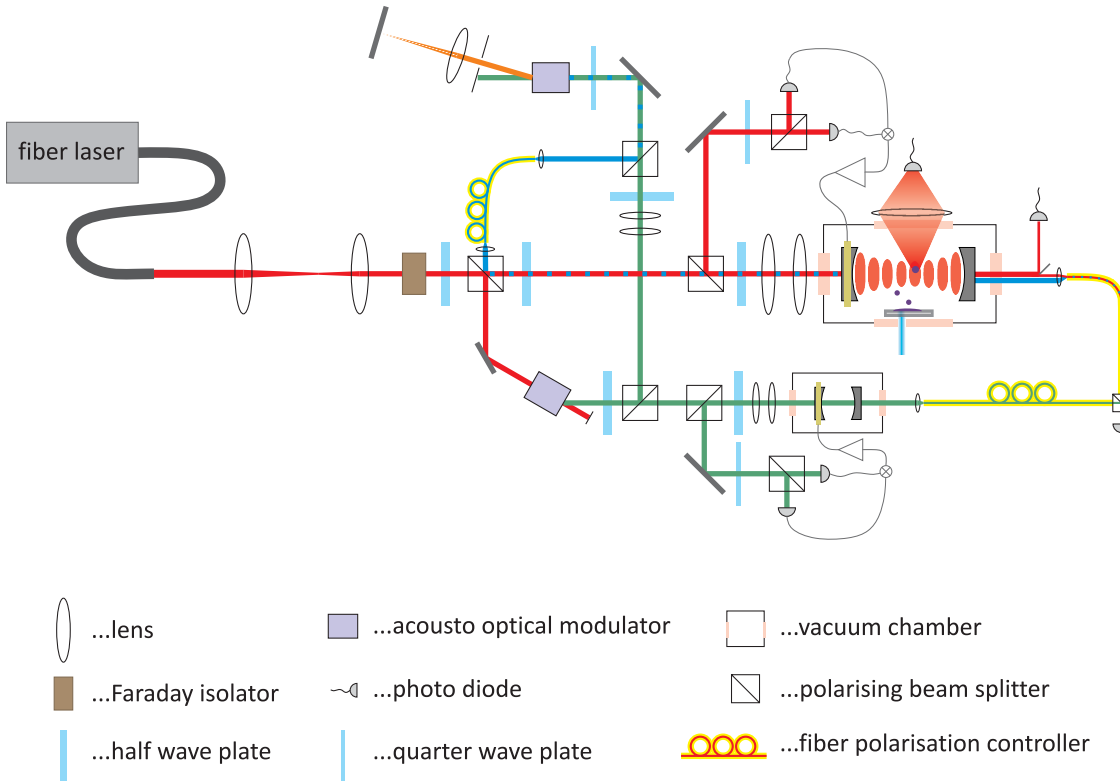 fiber laser
...lens
...acousto optical modulator
...vacuum chamber
...Faraday isolator
...photo diode
...polarising beam splitter
...half wave plate
...quarter wave plate
...fiber polarisation controller